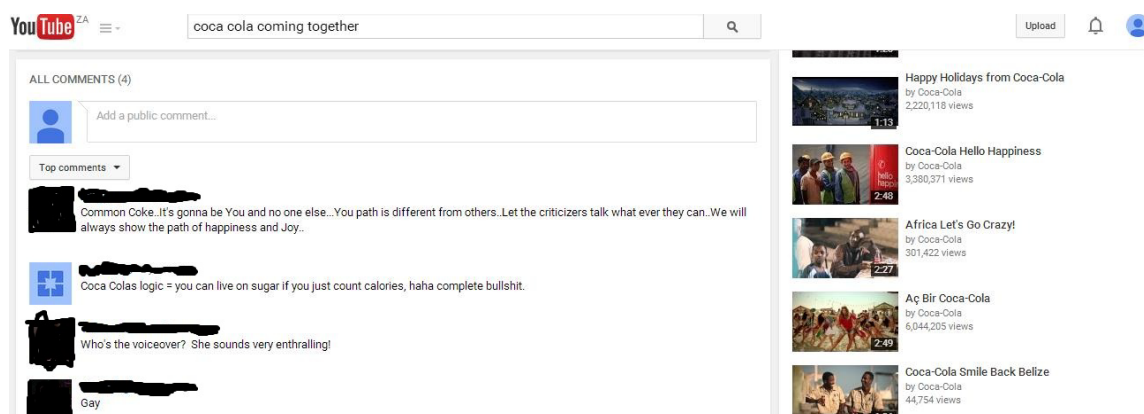 YouTube ZA
coca cola coming together
Upload
ALL COMMENTS (4)
Add a public comment...
Top comments
Common Coke..It's gonna be You and no one else...You path is different from others..Let the criticizers talk what ever they can..We will
always show the path of happiness and Joy..
Coca Colas logic = you can live on sugar if you just count calories, haha complete bullshit.
Who's the voiceover? She sounds very enthralling!
Gay
Happy Holidays from Coca-Cola
by Coca-Cola
2,220,118 views
1:13
Coca-Cola Hello Happiness
by Coca-Cola
3,380,371 views
hello
happi
2:48
Africa Let's Go Crazy!
by Coca-Cola
301,422 views
2:27
Aç Bir Coca-Cola
by Coca-Cola
6,044,205 views
2:49
Coca-Cola Smile Back Belize
by Coca-Cola
44,754 views